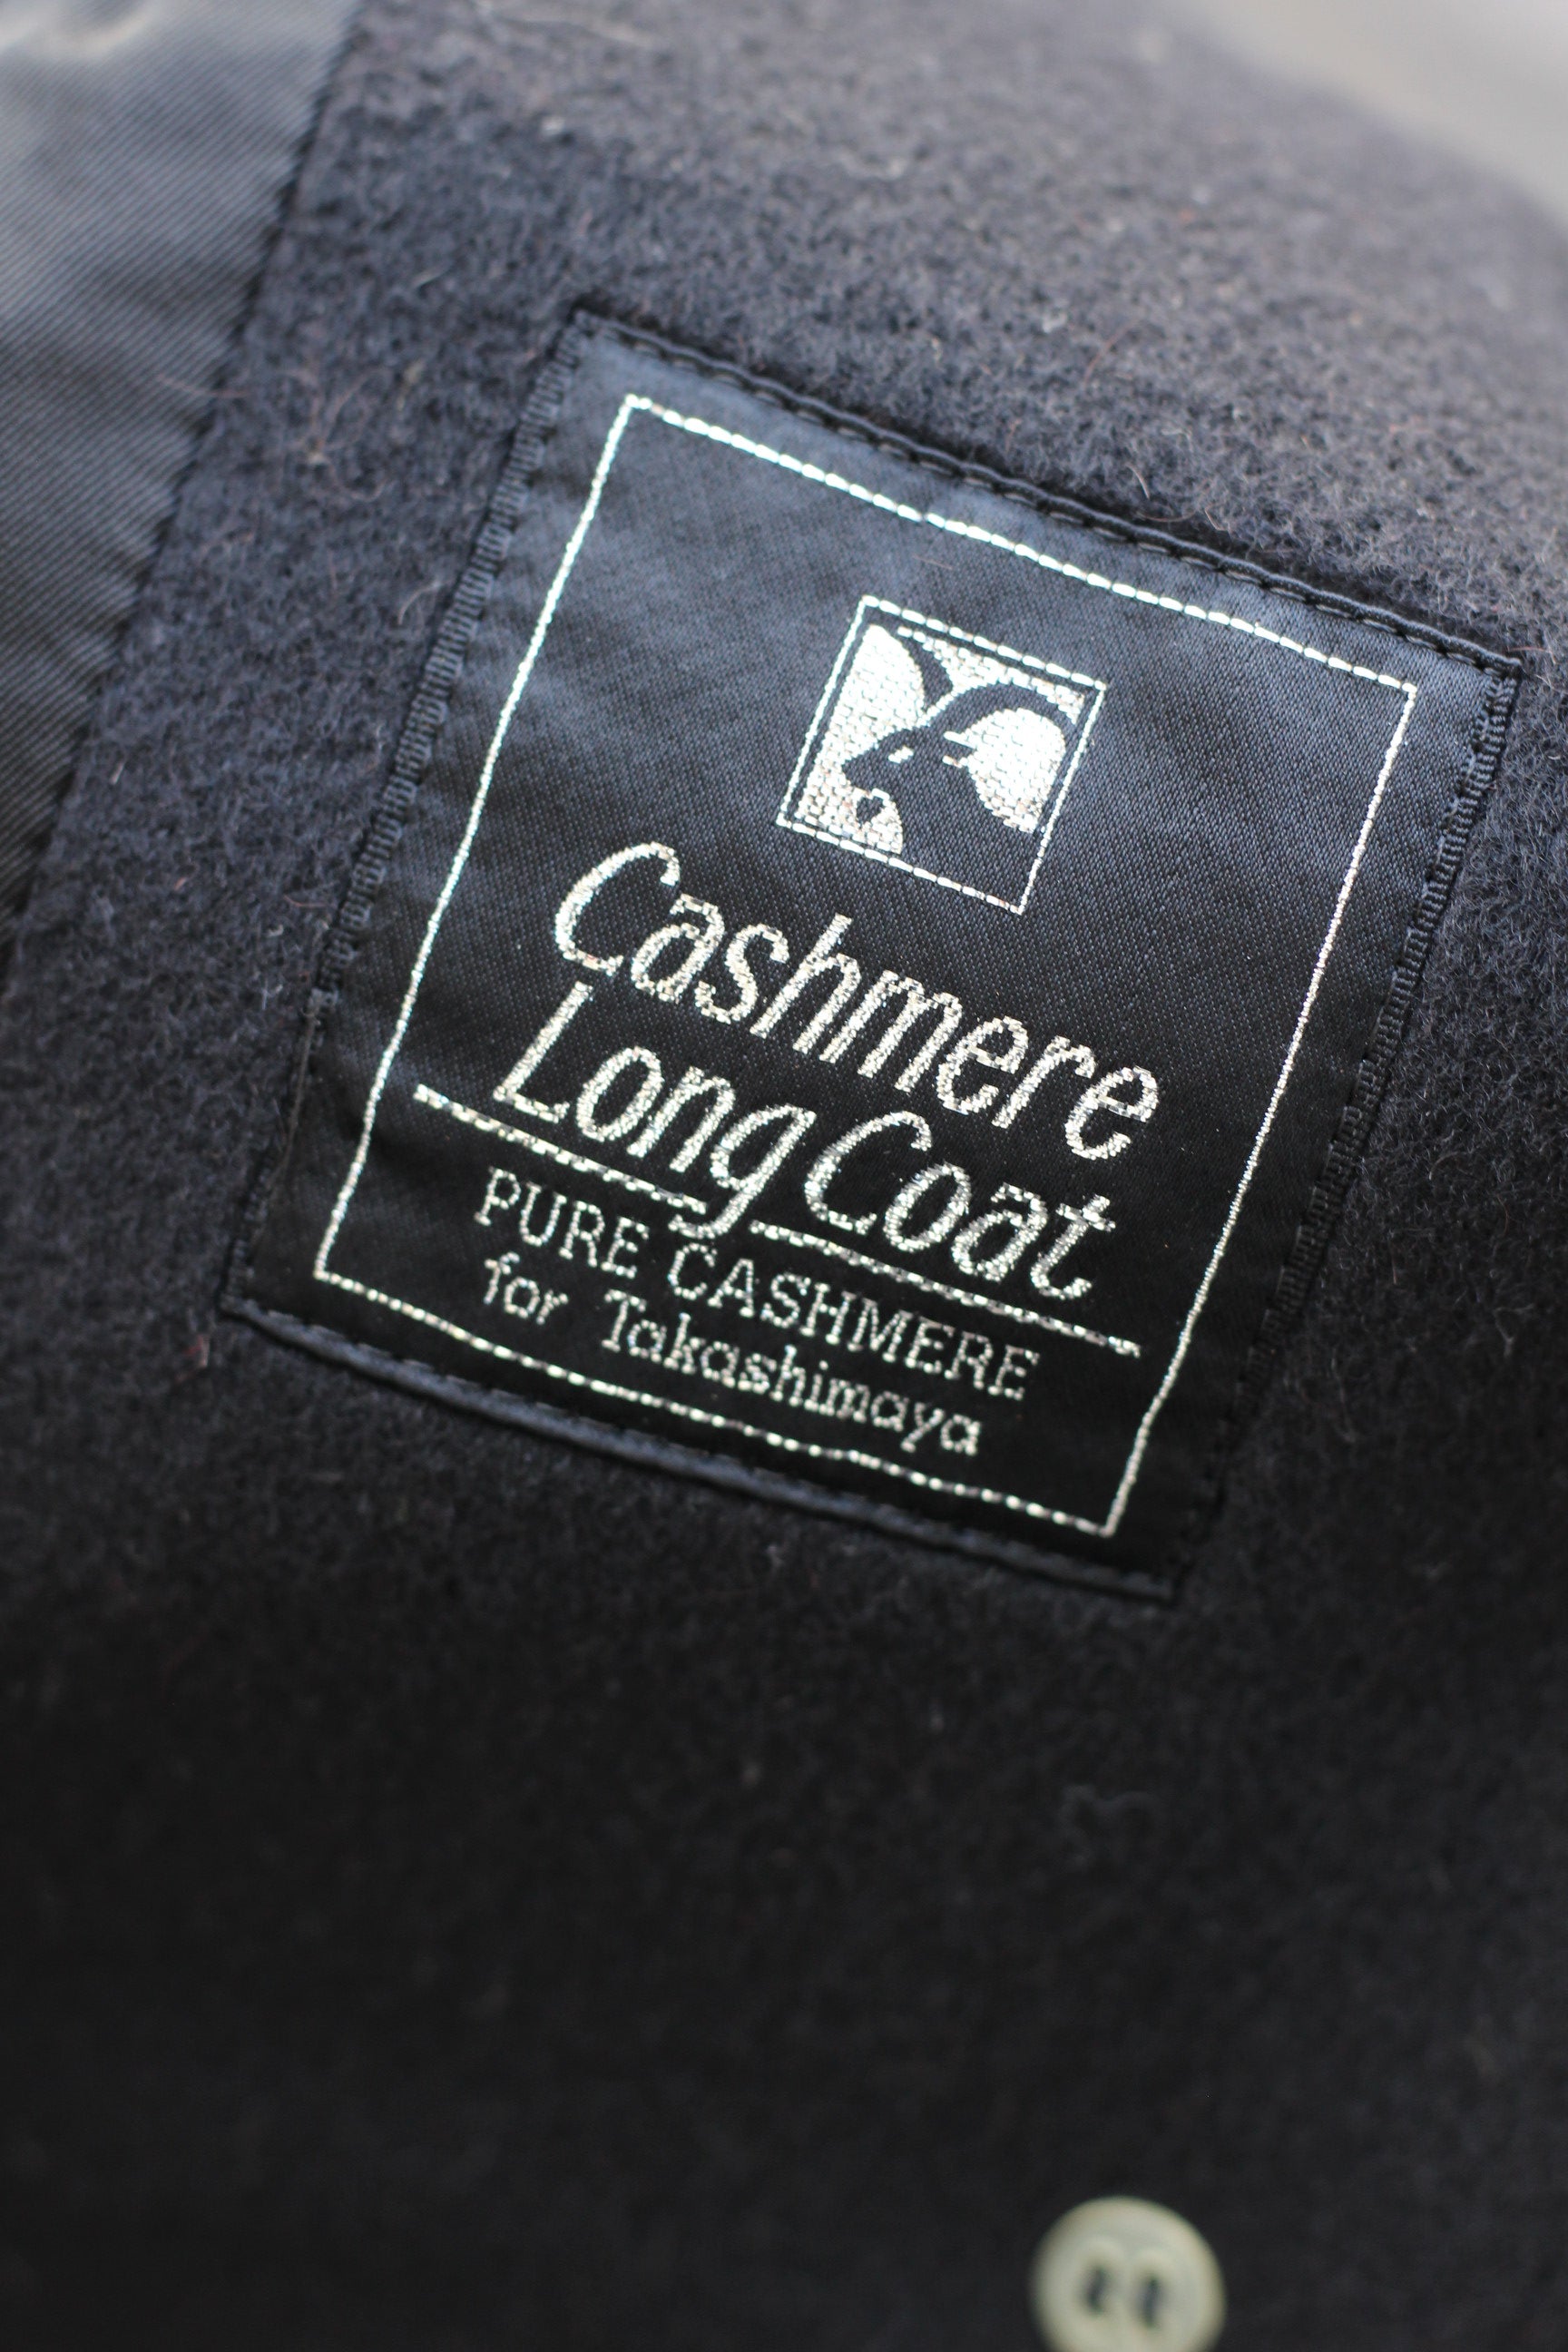 Cashmere
Long Coat
PURE CASHMERE
for Takashimaya